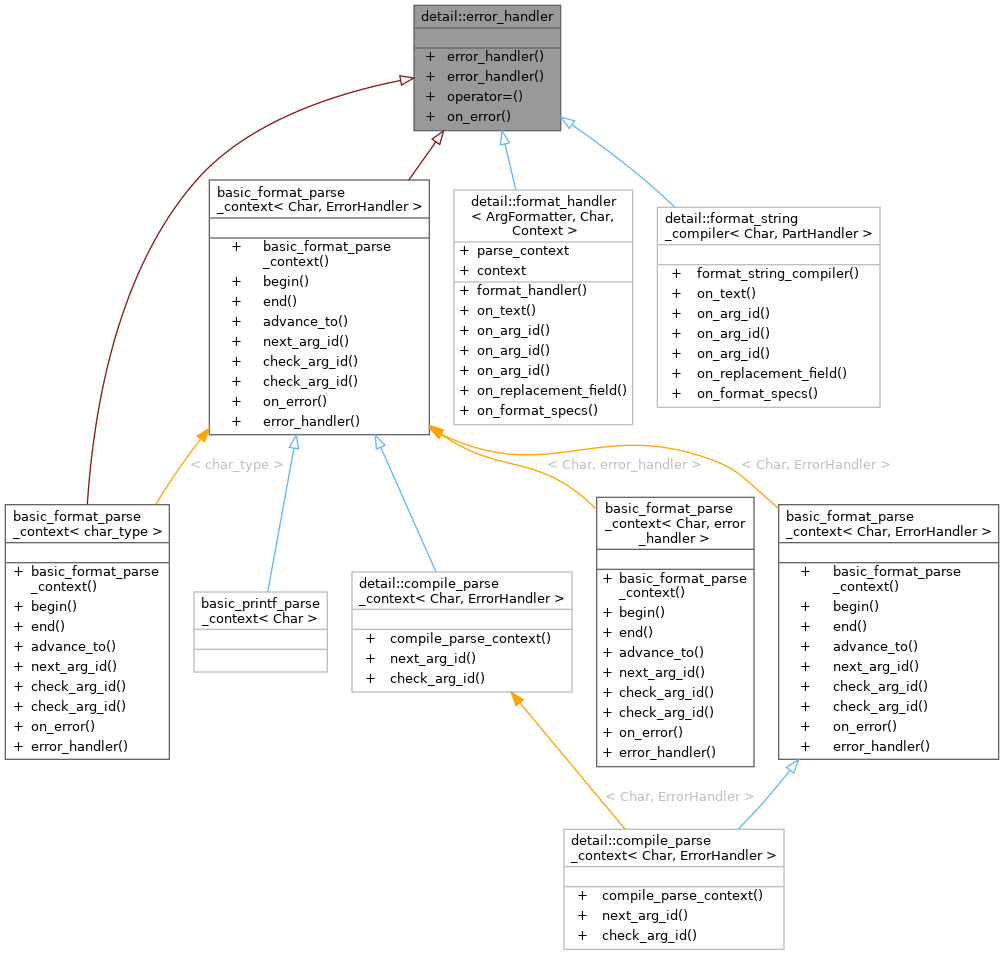 detail::error_handler
+ error_handler()
+ error_handler()
+ operator=()
+ on_error()
basic_format_parse
_context< Char, ErrorHandler >
+ basic_format_parse
_context()
+ begin()
+ end()
+ advance_to()
+ next_arg_id()
+ check_arg_id()
+ check_arg_id()
+ on_error()
+ error_handler()
detail::format_handler
< ArgFormatter, Char,
Context >
+ parse_context
+ context
+ format_handler()
+ on_text()
+ on_arg_id()
+ on_arg_id()
+ on_arg_id()
+ on_replacement_field()
+ on_format_specs()
detail::format_string
_compiler< Char, PartHandler >
+ format_string_compiler()
+ on_text()
+ on_arg_id()
+ on_arg_id()
+ on_arg_id()
+ on_replacement_field()
+ on_format_specs()
< char_type >
< Char, error_handler >
< Char, ErrorHandler >
basic_format_parse
_context< char_type >
+ basic_format_parse
_context()
+ begin()
+ end()
+ advance_to()
+ next_arg_id()
+ check_arg_id()
+ check_arg_id()
+ on_error()
+ error_handler()
basic_printf_parse
_context< Char >
detail::compile_parse
_context< Char, ErrorHandler >
+ compile_parse_context()
+ next_arg_id()
+ check_arg_id()
basic_format_parse
_context< Char, error
_handler >
+ basic_format_parse
_context()
+ begin()
+ end()
+ advance_to()
+ next_arg_id()
+ check_arg_id()
+ check_arg_id()
+ on_error()
+ error_handler()
basic_format_parse
_context< Char, ErrorHandler >
+ basic_format_parse
_context()
+ begin()
+ end()
+ advance_to()
+ next_arg_id()
+ check_arg_id()
+ check_arg_id()
+ on_error()
+ error_handler()
< Char, ErrorHandler >
detail::compile_parse
_context< Char, ErrorHandler >
+ compile_parse_context()
+ next_arg_id()
+ check_arg_id()